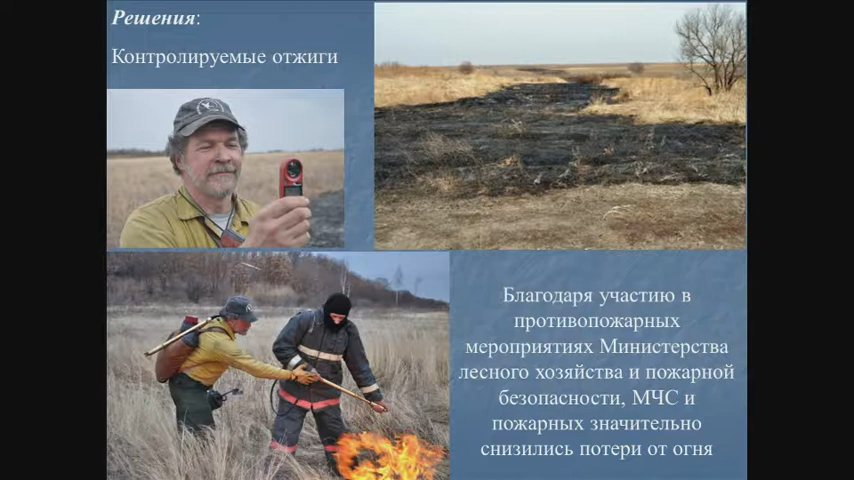 Решения:
Контролируемые отжиги
Благодаря участию в
противопожарных
мероприятиях Министерства
лесного хозяйства и пожарной
безопасности, МЧС и
пожарных значительно
снизились потери от огня